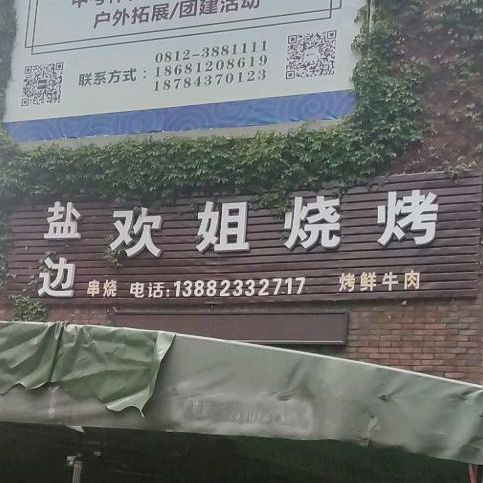 户外拓展/团建活动
联系方式：
0812-3881111
18681208619
18784370123
盐边
欢姐烧烤
串烧 电话:13882332717 烤鲜牛肉